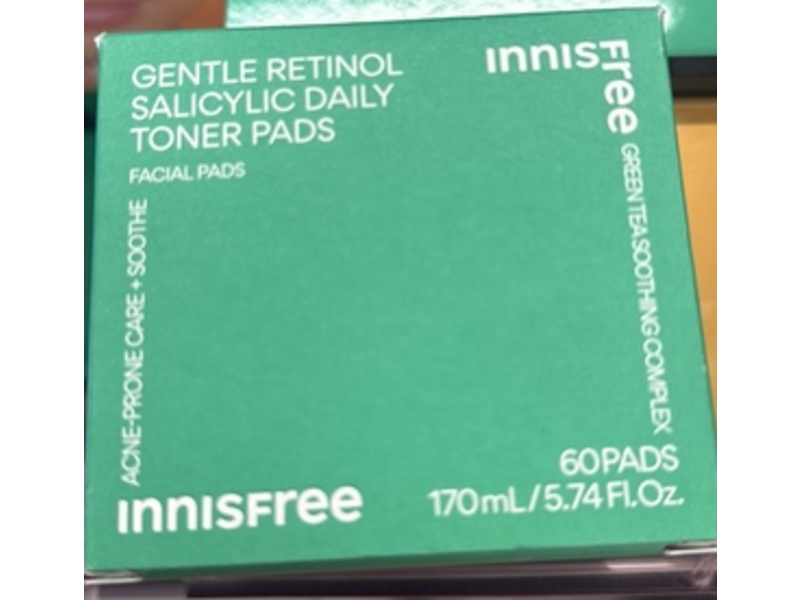 GENTLE RETINOL
SALICYLIC DAILY
TONER PADS
FACIAL PADS
innisfree
GREEN TEA SOOTHING COMPLEX
ACNE-PRONE CARE + SOOTHE
innisfree
60 PADS
170 mL / 5.74 Fl.Oz.